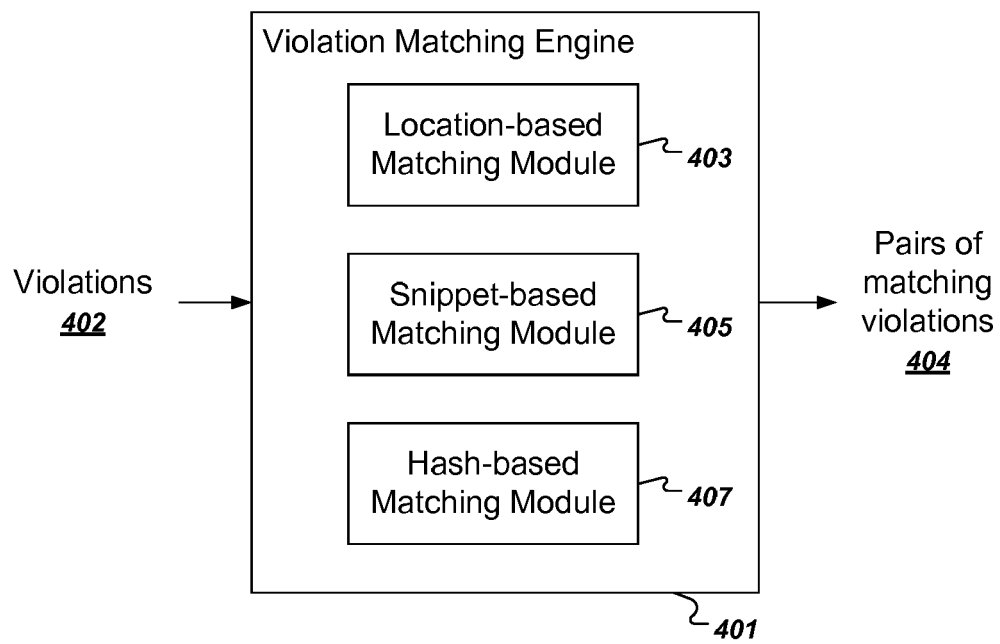 Violation Matching Engine
Location-based
Matching Module
403
Violations
402
Snippet-based
Matching Module
405
Pairs of
matching
violations
404
Hash-based
Matching Module
407
401